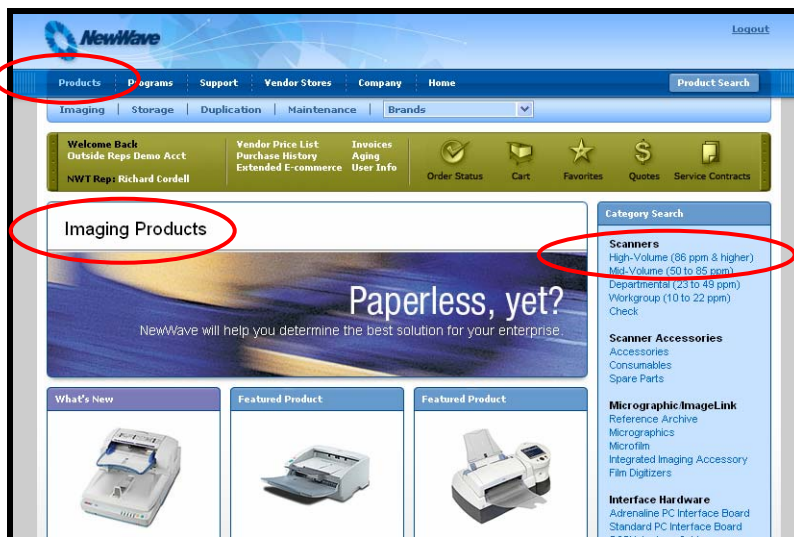 NewWave
Logout
Products Programs Support Vendor Stores Company Home Product Search
Imaging | Storage | Duplication | Maintenance | Brands
Welcome Back
Outside Reps Demo Acct
NWT Rep: Richard Cordell
Vendor Price List Invoices
Purchase History Aging
Extended E-commerce User Info
Order Status Cart Favorites Quotes Service Contracts
Imaging Products
Paperless, yet?
NewWave will help you determine the best solution for your enterprise.
What's New
Featured Product
Featured Product
Category Search
Scanners
High-Volume (86 ppm & higher)
Mid-Volume (50 to 85 ppm)
Departmental (23 to 49 ppm)
Workgroup (10 to 22 ppm)
Check
Scanner Accessories
Accessories
Consumables
Spare Parts
Micrographic/ImageLink
Reference Archive
Micrographics
Microfilm
Integrated Imaging Accessory
Film Digitizers
Interface Hardware
Adrenaline PC Interface Board
Standard PC Interface Board